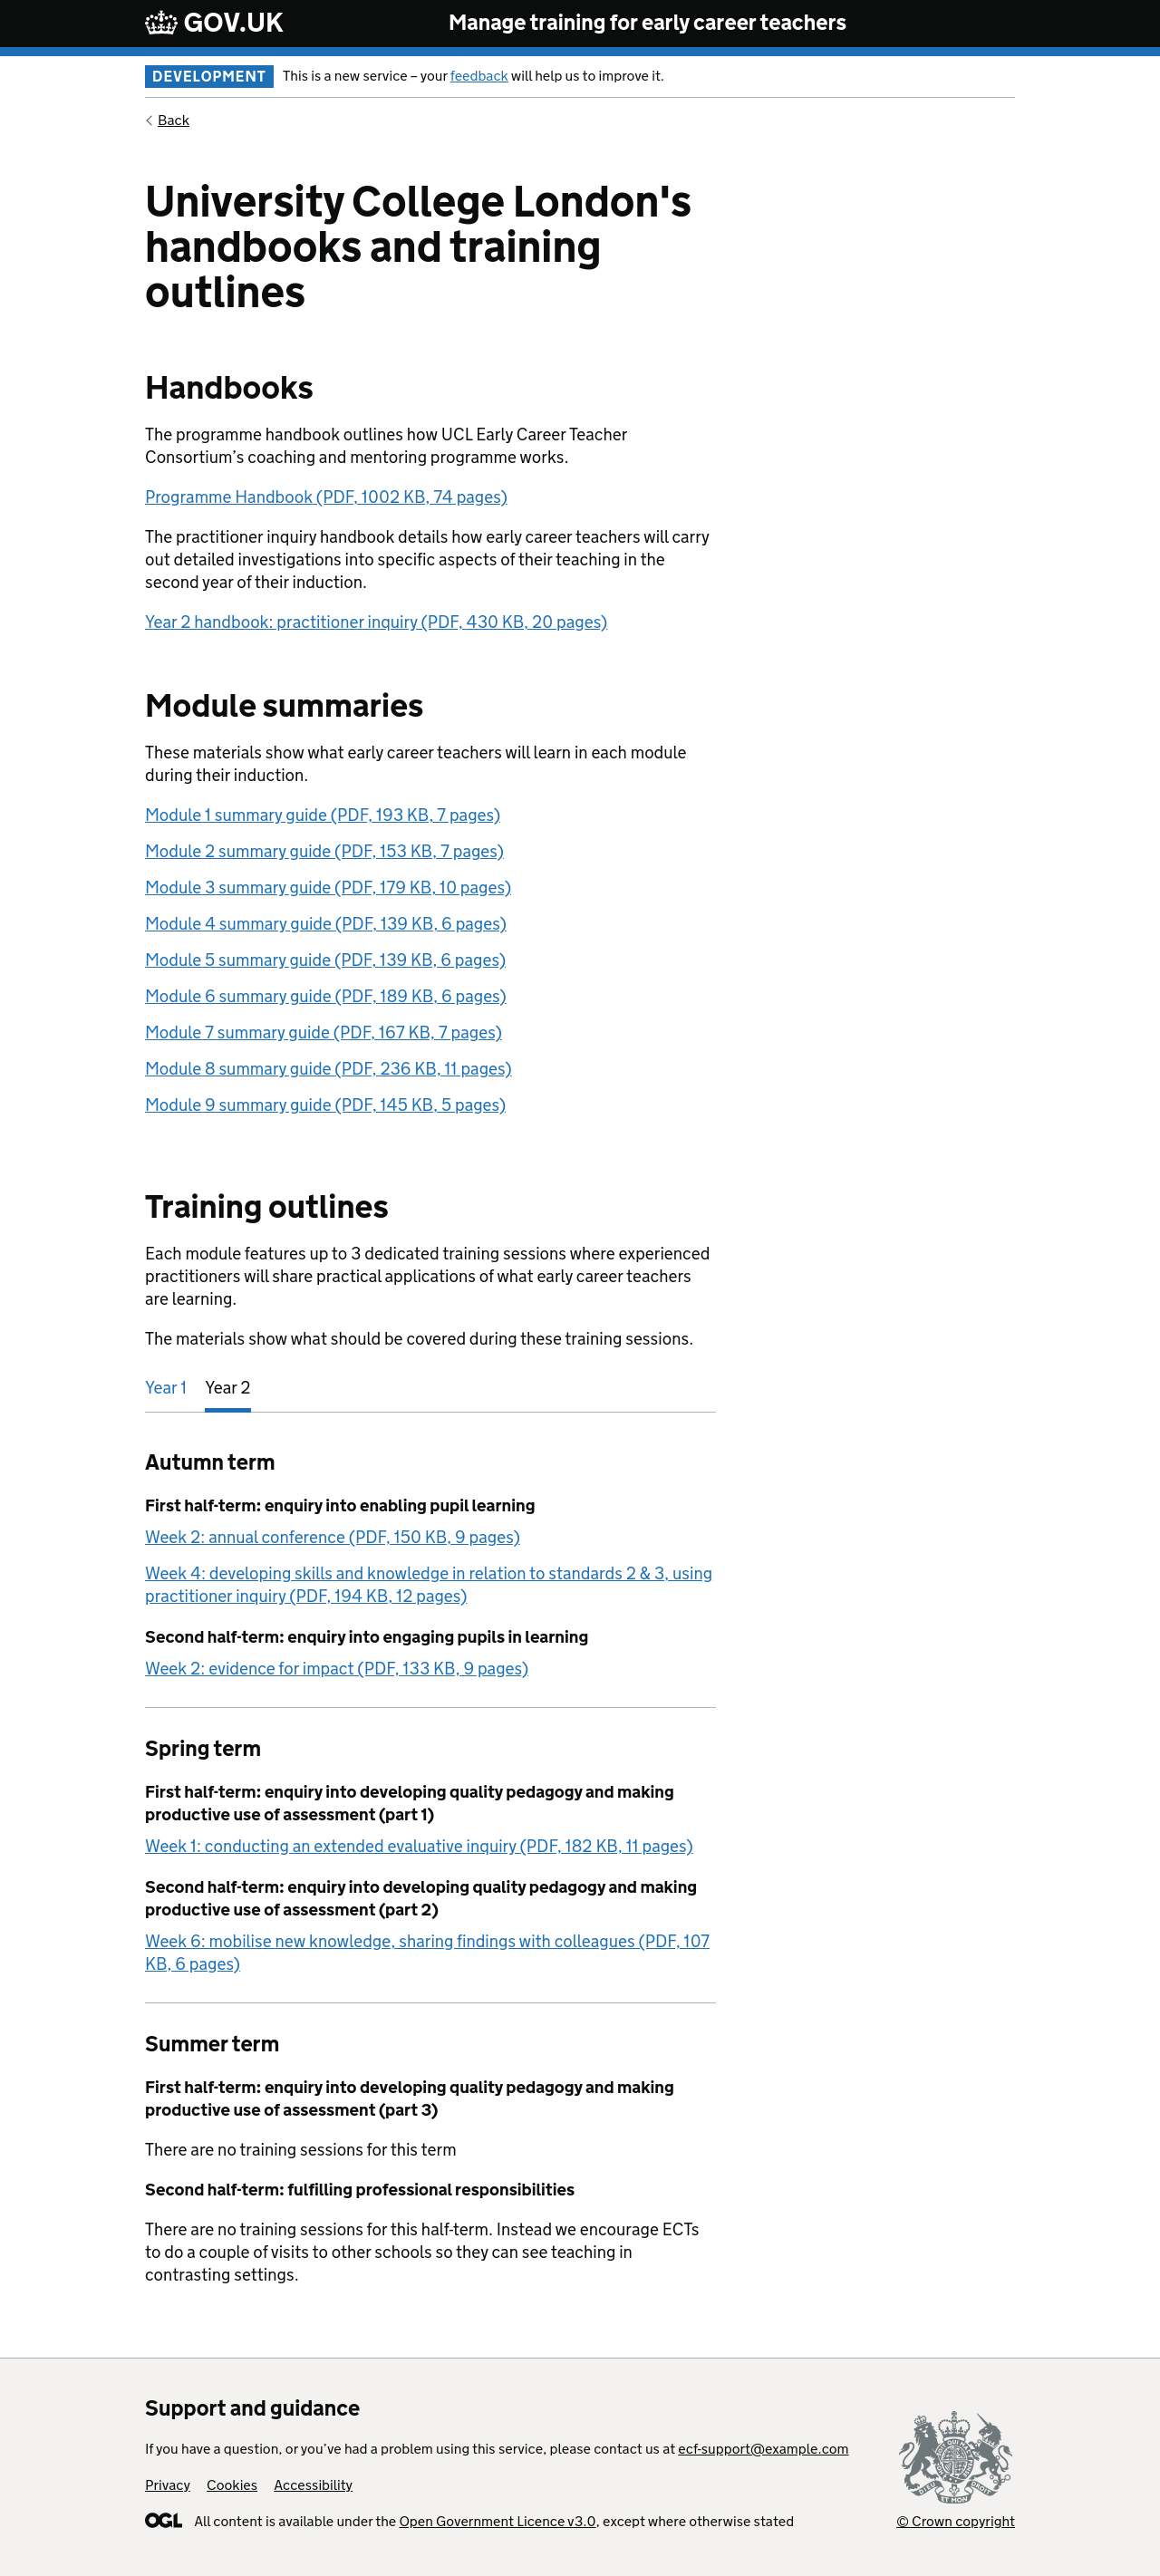 GOV.UK Manage training for early career teachers
DEVELOPMENT This is a new service – your feedback will help us to improve it.
Back
University College London's
handbooks and training
outlines
Handbooks
The programme handbook outlines how UCL Early Career Teacher
Consortium’s coaching and mentoring programme works.
Programme Handbook (PDF, 1002 KB, 74 pages)
The practitioner inquiry handbook details how early career teachers will carry
out detailed investigations into specific aspects of their teaching in the
second year of their induction.
Year 2 handbook: practitioner inquiry (PDF, 430 KB, 20 pages)
Module summaries
These materials show what early career teachers will learn in each module
during their induction.
Module 1 summary guide (PDF, 193 KB, 7 pages)
Module 2 summary guide (PDF, 153 KB, 7 pages)
Module 3 summary guide (PDF, 179 KB, 10 pages)
Module 4 summary guide (PDF, 139 KB, 6 pages)
Module 5 summary guide (PDF, 139 KB, 6 pages)
Module 6 summary guide (PDF, 189 KB, 6 pages)
Module 7 summary guide (PDF, 167 KB, 7 pages)
Module 8 summary guide (PDF, 236 KB, 11 pages)
Module 9 summary guide (PDF, 145 KB, 5 pages)
Training outlines
Each module features up to 3 dedicated training sessions where experienced
practitioners will share practical applications of what early career teachers
are learning.
The materials show what should be covered during these training sessions.
Year 1 Year 2
Autumn term
First half-term: enquiry into enabling pupil learning
Week 2: annual conference (PDF, 150 KB, 9 pages)
Week 4: developing skills and knowledge in relation to standards 2 & 3, using
practitioner inquiry (PDF, 194 KB, 12 pages)
Second half-term: enquiry into engaging pupils in learning
Week 2: evidence for impact (PDF, 133 KB, 9 pages)
Spring term
First half-term: enquiry into developing quality pedagogy and making
productive use of assessment (part 1)
Week 1: conducting an extended evaluative inquiry (PDF, 182 KB, 11 pages)
Second half-term: enquiry into developing quality pedagogy and making
productive use of assessment (part 2)
Week 6: mobilise new knowledge, sharing findings with colleagues (PDF, 107
KB, 6 pages)
Summer term
First half-term: enquiry into developing quality pedagogy and making
productive use of assessment (part 3)
There are no training sessions for this term
Second half-term: fulfilling professional responsibilities
There are no training sessions for this half-term. Instead we encourage ECTs
to do a couple of visits to other schools so they can see teaching in
contrasting settings.
Support and guidance
If you have a question, or you’ve had a problem using this service, please contact us at ecf-support@example.com
Privacy Cookies Accessibility
OGL All content is available under the Open Government Licence v3.0, except where otherwise stated
© Crown copyright